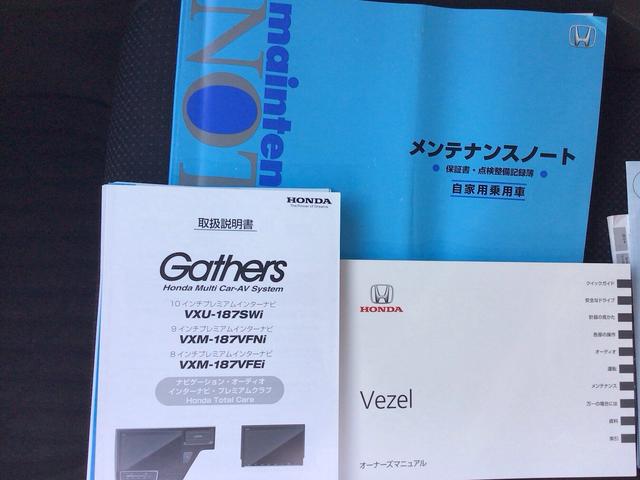 mainten
NOT
メンテナンスノート
保証書・点検整備記録簿
自家用乗用車
HONDA
The Power of Dreams
取扱説明書
Gathers
Honda Multi Car-AV System
10インチプレミアムインターナビ
VXU-187SWi
9インチプレミアムインターナビ
VXM-187VFNi
8インチプレミアムインターナビ
VXM-187VFEi
ナビゲーション・オーディオ
インターナビ・プレミアムクラブ
Honda Total Care
HONDA
Vezel
オーナーズマニュアル
クイックガイド
安全なドライブ
計器の見かた
各部の操作
オーディオ
運転
メンテナンス
万一の場合には
資料
索引